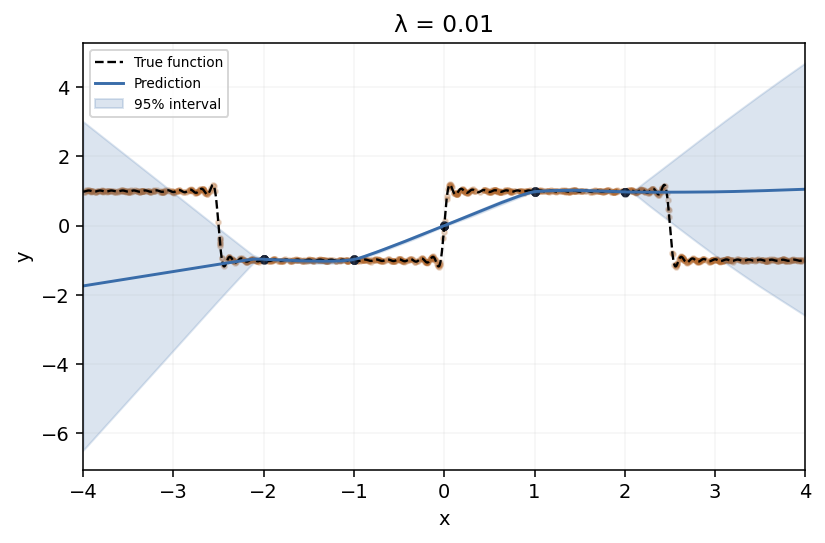 λ = 0.01
True function
Prediction
95% interval
4
2
0
−2
−4
−6
y
−4 −3 −2 −1 0 1 2 3 4
x